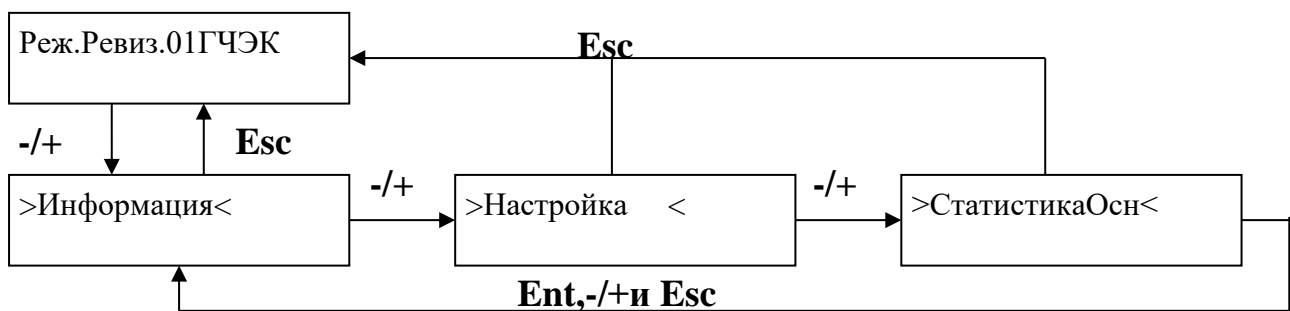 Реж.Ревиз.01ГЧЭК
Esc
-/+
Esc
>Информация<
-/+
>Настройка <
-/+
>СтатистикаОсн<
Ent,-/+и Esc